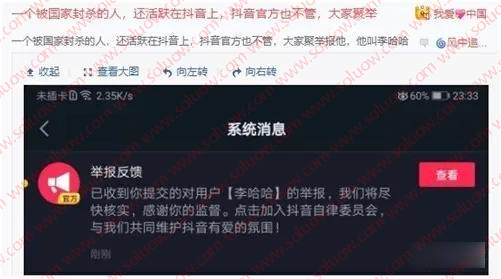 一个被国家封杀的人，还活跃在抖音上，抖音官方也不管，大家聚举
我爱💗中国
一个被国家封杀的人，还活跃在抖音上，抖音官方也不管，大家聚举报他，他叫李哈哈
风中追...
收起 查看大图 向左转 向右转
未插卡 2.35K/s 60% 23:33
系统消息
举报反馈
查看
官方
已收到你提交的对用户【李哈哈】的举报，我们将尽
快核实，感谢你的监督。点击加入抖音自律委员会，
与我们共同维护抖音有爱的氛围！
刚刚
www.soluow.com